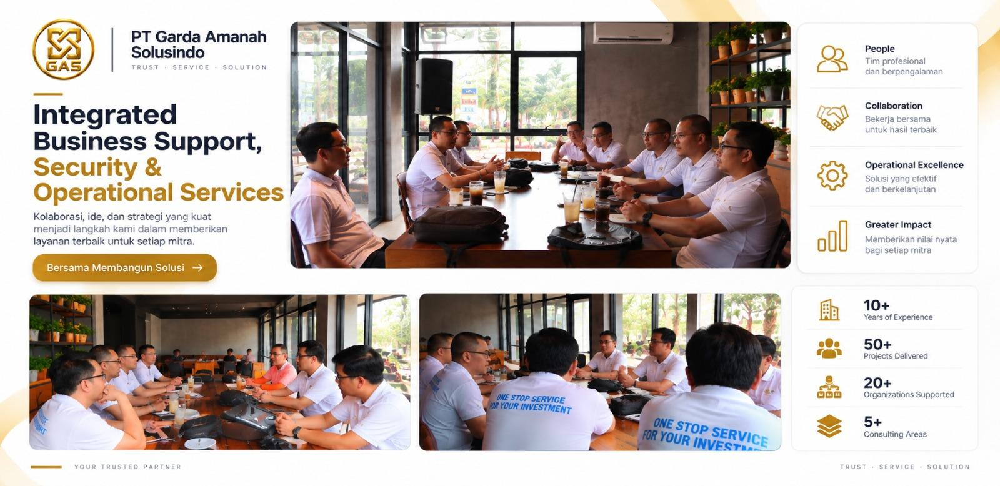 GAS
PT Garda Amanah
Solusindo
TRUST · SERVICE · SOLUTION
Integrated
Business Support,
Security &
Operational Services
Kolaborasi, ide, dan strategi yang kuat
menjadi langkah kami dalam memberikan
layanan terbaik untuk setiap mitra.
Bersama Membangun Solusi →
People
Tim profesional
dan berpengalaman
Collaboration
Bekerja bersama
untuk hasil terbaik
Operational Excellence
Solusi yang efektif
dan berkelanjutan
Greater Impact
Memberikan nilai nyata
bagi setiap mitra
ONE STOP SERVICE
FOR YOUR INVESTMENT
ONE STOP SERVICE
FOR YOUR INVESTM
10+
Years of Experience
50+
Projects Delivered
20+
Organizations Supported
5+
Consulting Areas
YOUR TRUSTED PARTNER
TRUST · SERVICE · SOLUTION